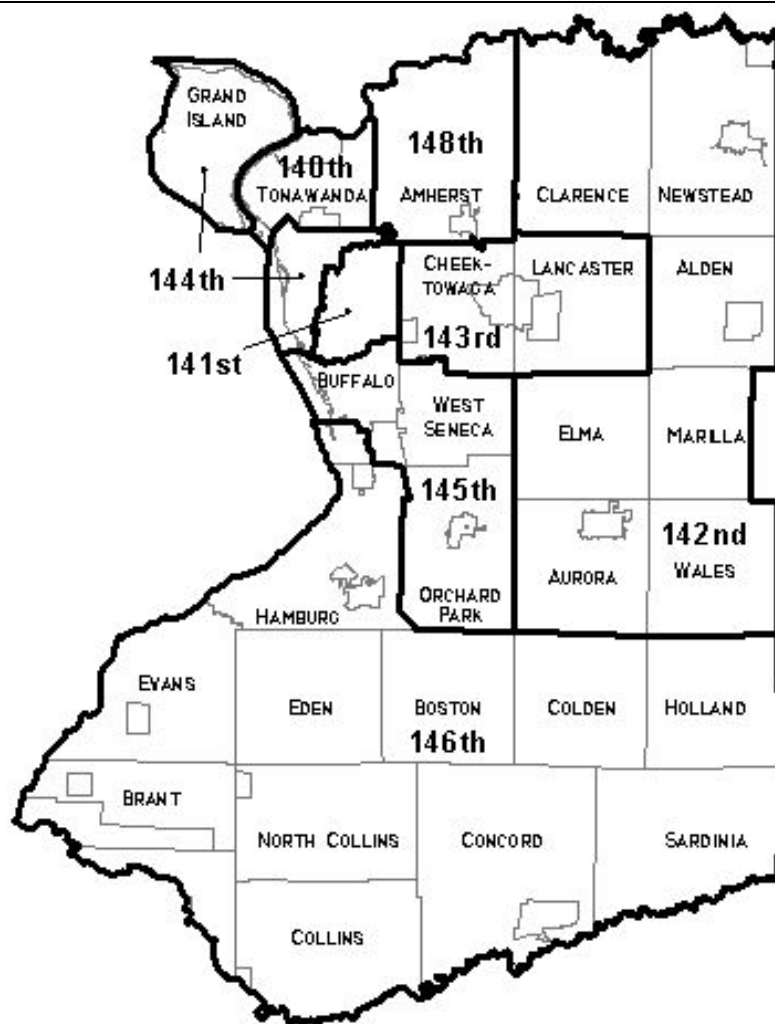 GRAND
ISLAND
140th
TONAWANDA
148th
AMHERST
CLARENCE
NEWSTEAD
144th
CHEEK-
TOWAGA
LANCASTER
ALDEN
143rd
141st
BUFFALO
WEST
SENECA
ELMA
MARILLA
145th
142nd
AURORA
WALES
ORCHARD
PARK
HAMBURG
EVANS
EDEN
BOSTON
COLDEN
HOLLAND
146th
BRANT
NORTH COLLINS
CONCORD
SARDINIA
COLLINS